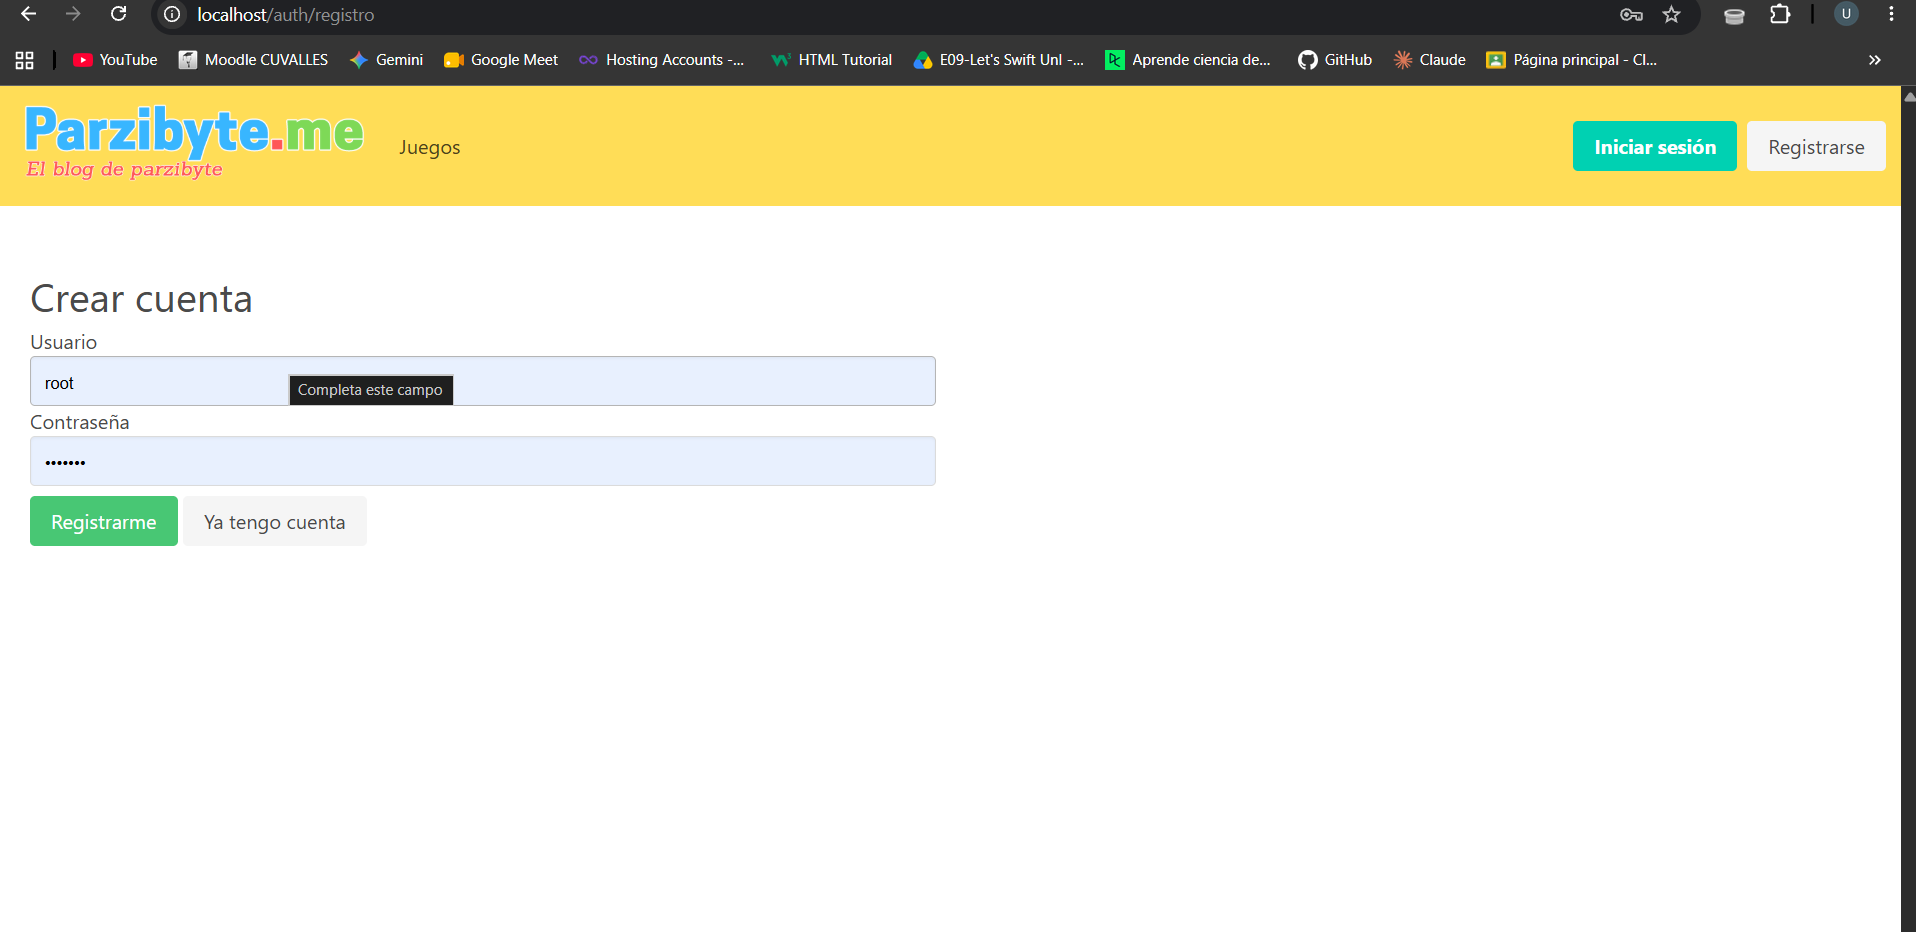 localhost/auth/registro
U
YouTube
Moodle CUVALLES
Gemini
Google Meet
Hosting Accounts -...
HTML Tutorial
E09-Let's Swift Unl -...
Aprende ciencia de...
GitHub
Claude
Página principal - Cl...
Parzibyte.me
El blog de parzibyte
Juegos
Iniciar sesión
Registrarse
Crear cuenta
Usuario
root
Completa este campo
Contraseña
•••••••
Registrarme
Ya tengo cuenta